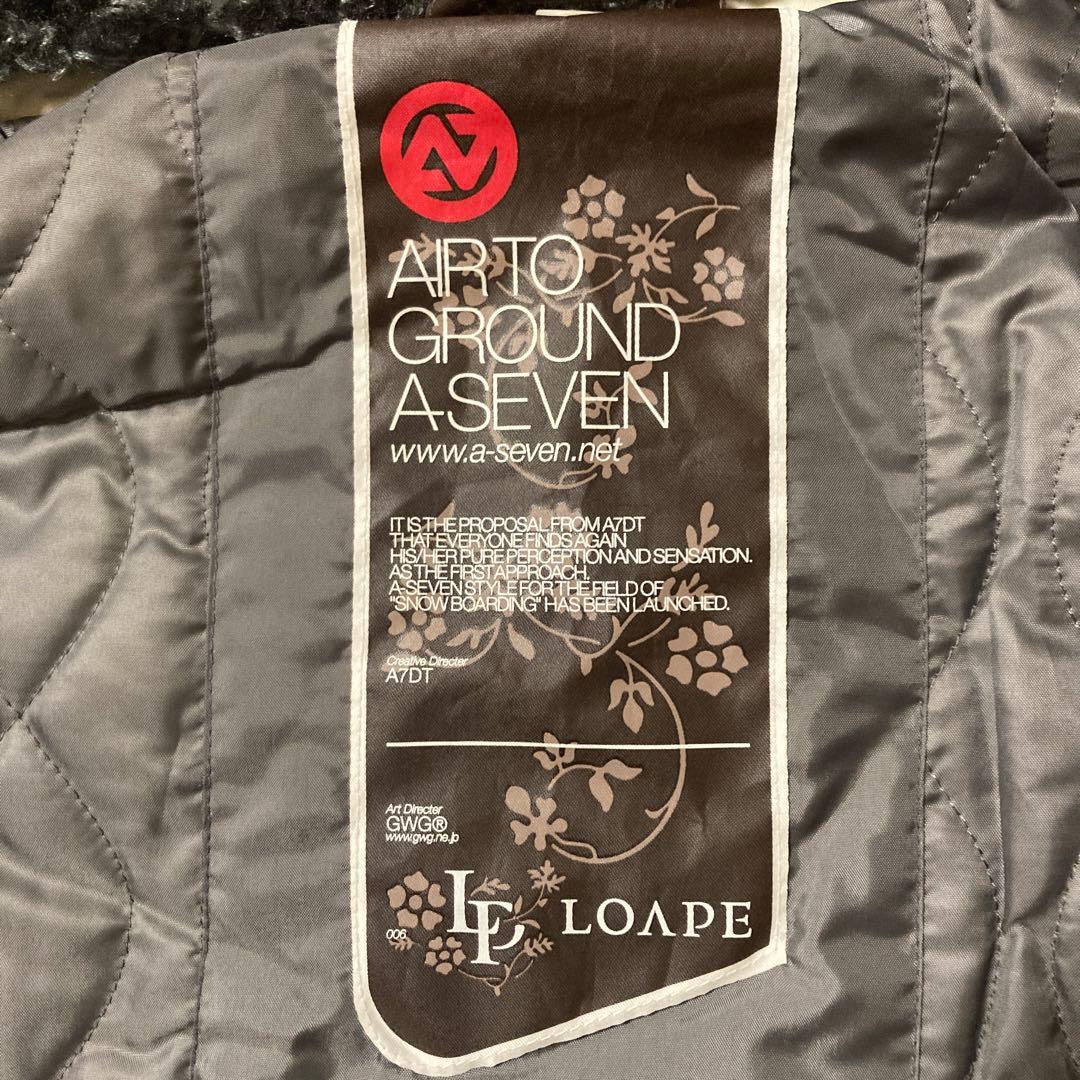 AIR TO
GROUND
A-SEVEN
www.a-seven.net
IT IS THE PROPOSAL FROM A7DT
THAT EVERYONE FINDS AGAIN
HIS/HER PURE PERCEPTION AND SENSATION.
AS THE FIRST APPROACH.
A-SEVEN STYLE FOR THE FIELD OF
"SNOW BOARDING" HAS BEEN LAUNCHED.
Creative Directer
A7DT
Art Directer
GWG®
www.gwg.ne.jp
006
LP LOAPE